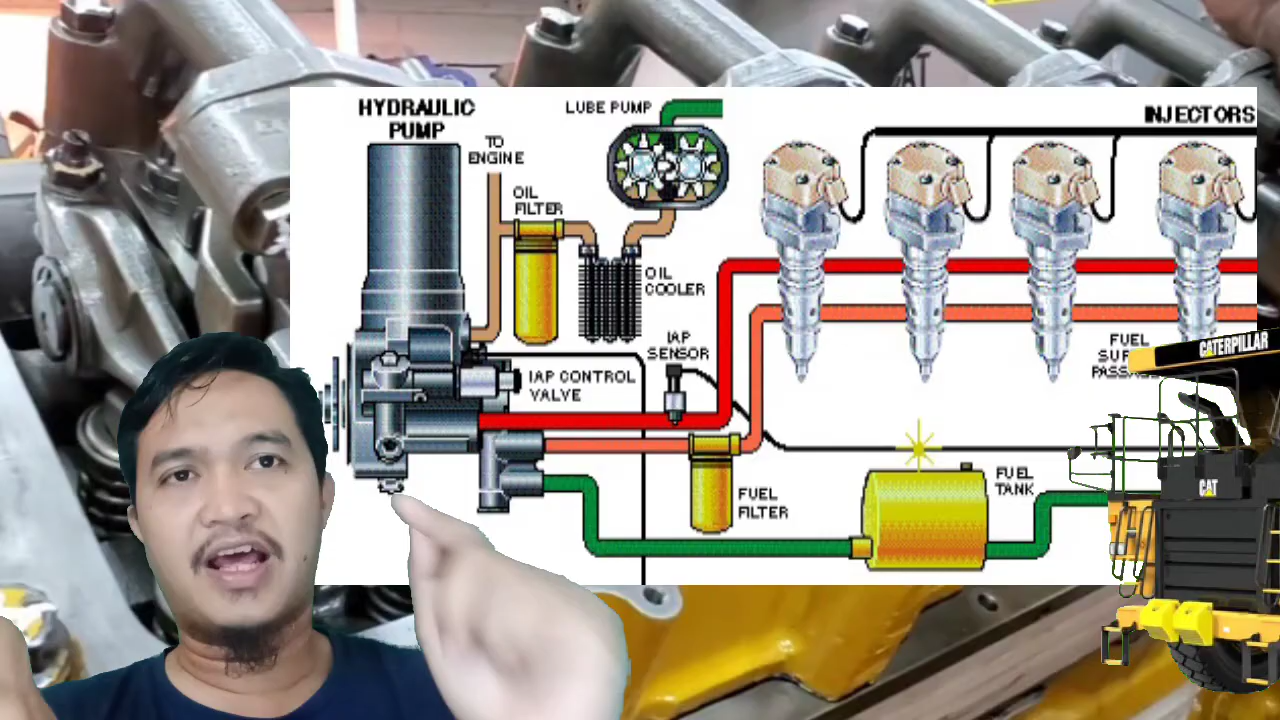 HYDRAULIC
PUMP
TO
ENGINE
LUBE PUMP
OIL
FILTER
OIL
COOLER
INJECTORS
IAP
SENSOR
IAP CONTROL
VALVE
FUEL
PASSAGE
FUEL
FILTER
FUEL
TANK
CATERPILLAR
CAT